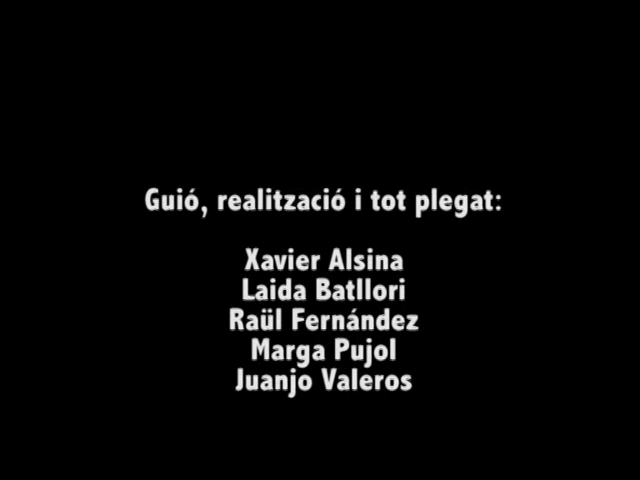 Guió, realització i tot plegat:
Xavier Alsina
Laida Batllori
Raül Fernández
Marga Pujol
Juanjo Valeros